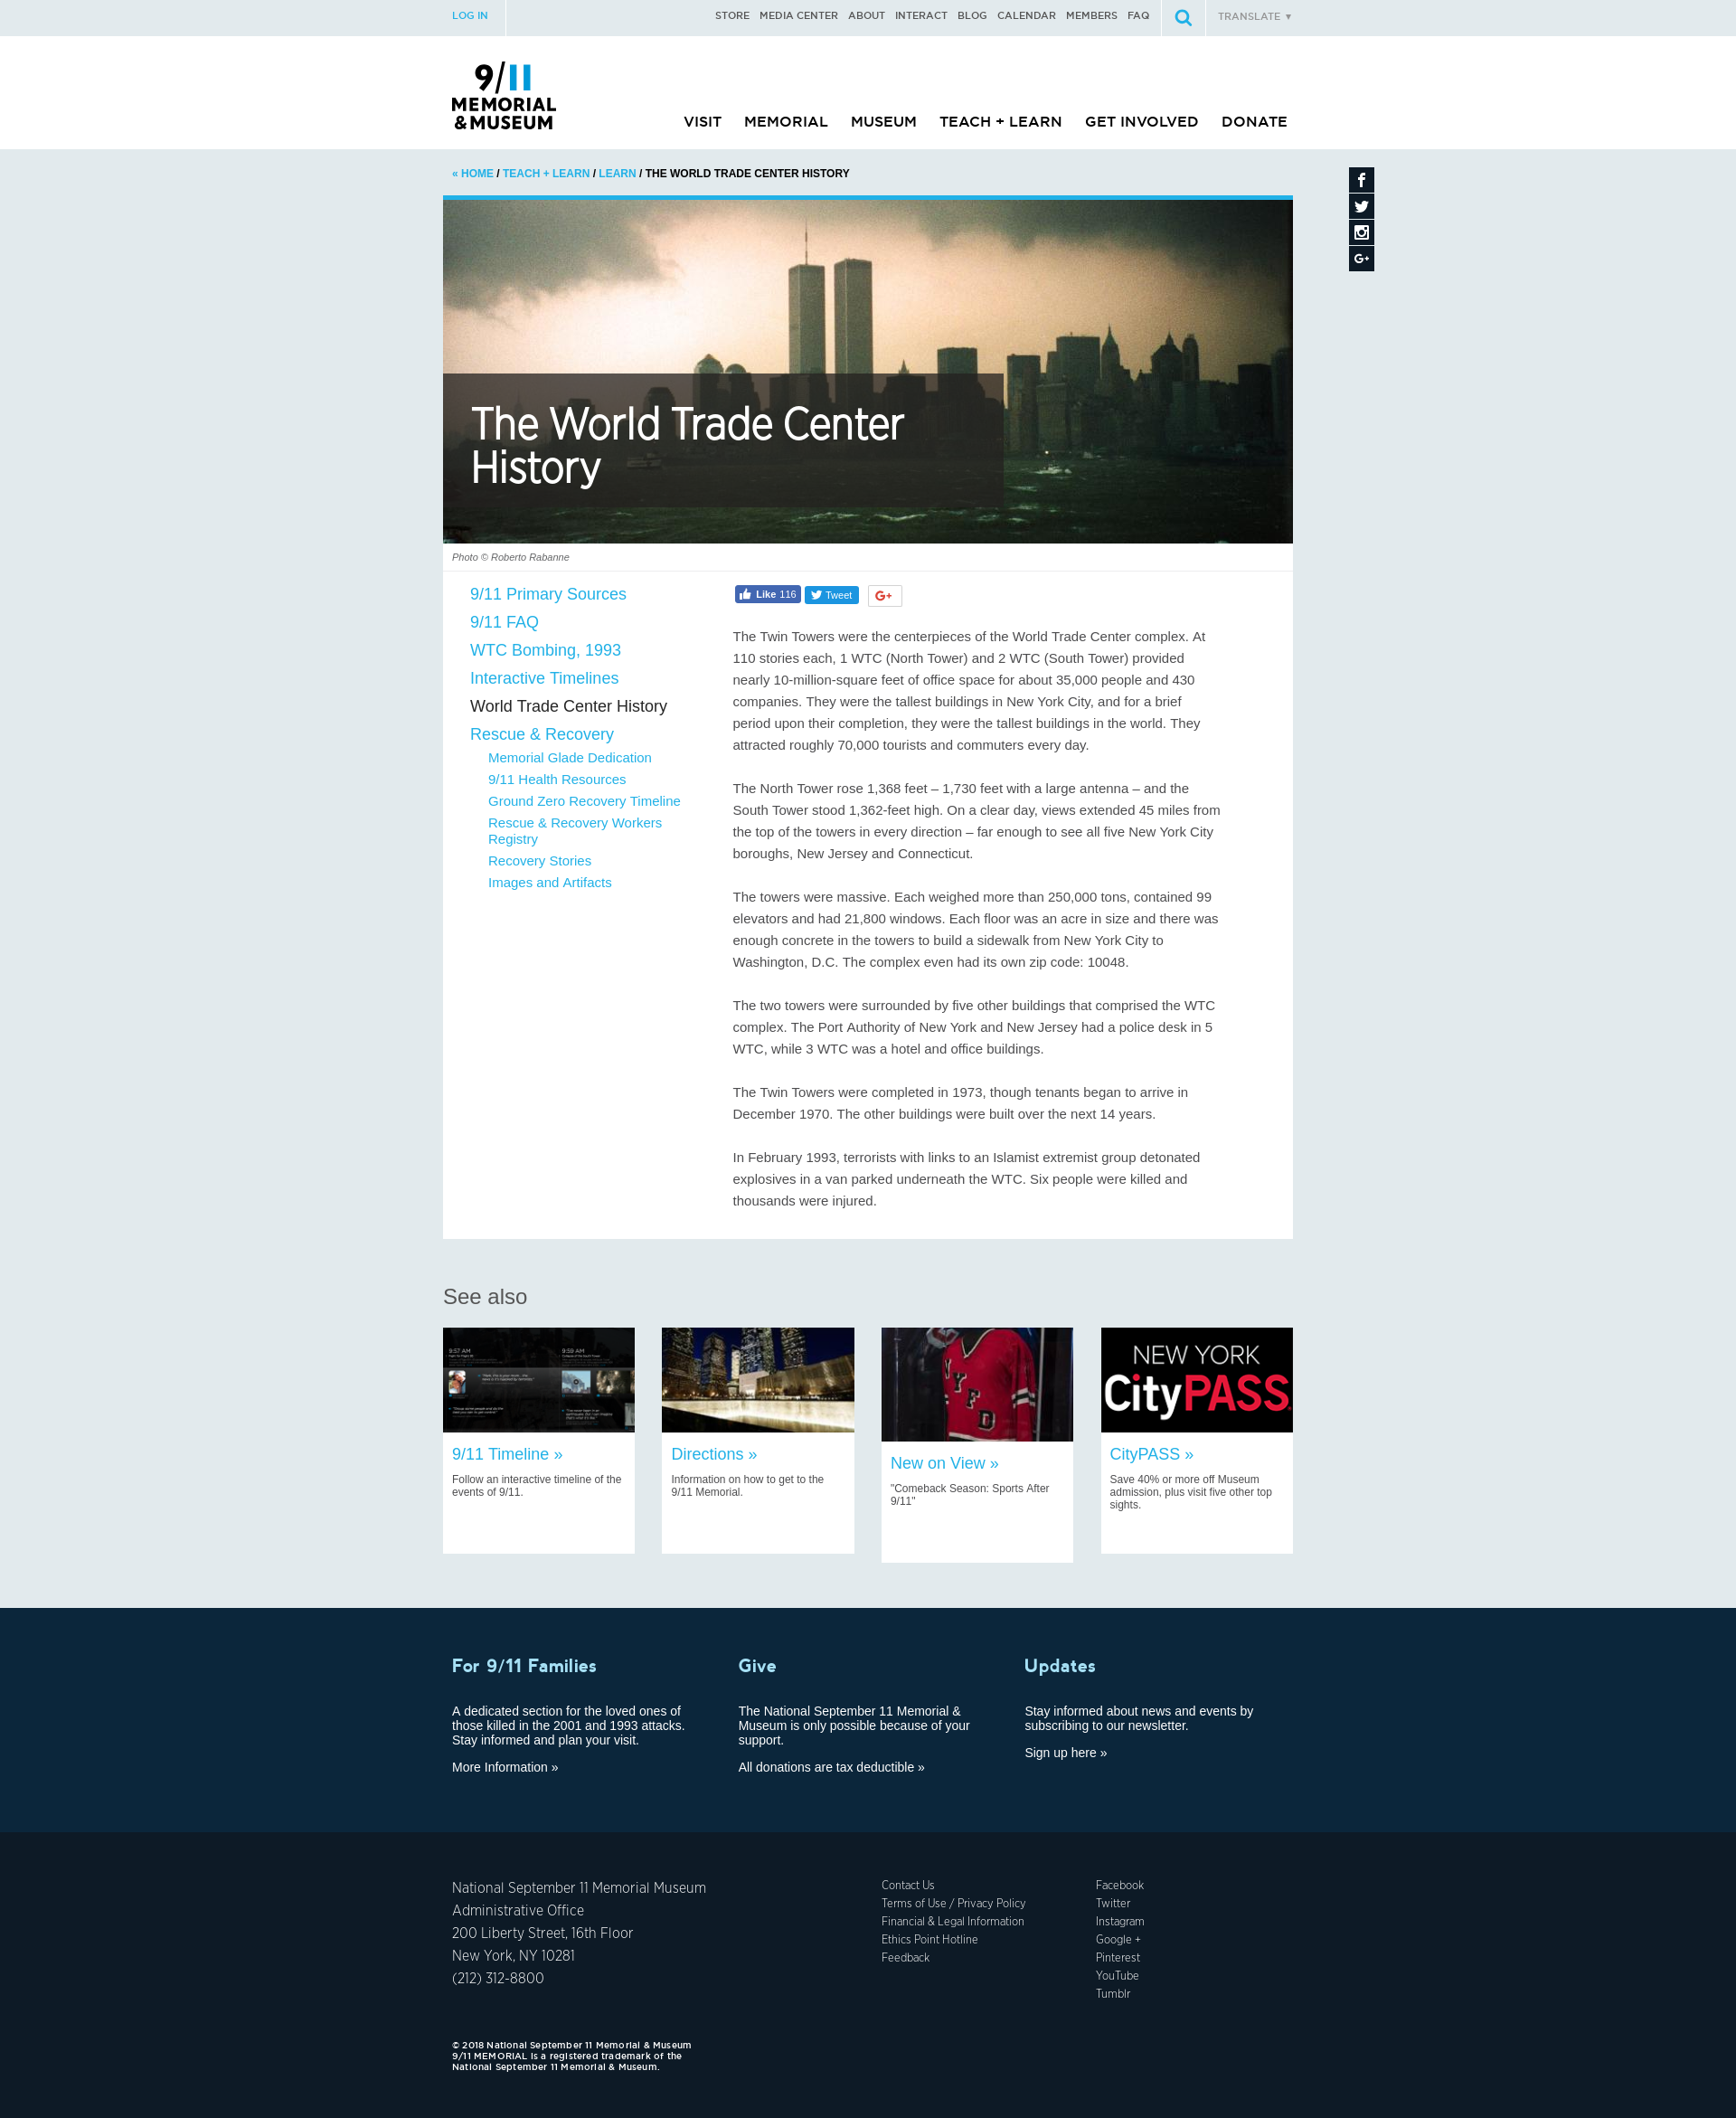 LOG IN
STORE MEDIA CENTER ABOUT INTERACT BLOG CALENDAR MEMBERS FAQ
TRANSLATE ▼
9/11
MEMORIAL
& MUSEUM
VISIT MEMORIAL MUSEUM TEACH + LEARN GET INVOLVED DONATE
« HOME / TEACH + LEARN / LEARN / THE WORLD TRADE CENTER HISTORY
The World Trade Center
History
Photo © Roberto Rabanne
9/11 Primary Sources
9/11 FAQ
WTC Bombing, 1993
Interactive Timelines
World Trade Center History
Rescue & Recovery
Memorial Glade Dedication
9/11 Health Resources
Ground Zero Recovery Timeline
Rescue & Recovery Workers
Registry
Recovery Stories
Images and Artifacts
Like 116 Tweet G+
The Twin Towers were the centerpieces of the World Trade Center complex. At
110 stories each, 1 WTC (North Tower) and 2 WTC (South Tower) provided
nearly 10-million-square feet of office space for about 35,000 people and 430
companies. They were the tallest buildings in New York City, and for a brief
period upon their completion, they were the tallest buildings in the world. They
attracted roughly 70,000 tourists and commuters every day.
The North Tower rose 1,368 feet – 1,730 feet with a large antenna – and the
South Tower stood 1,362-feet high. On a clear day, views extended 45 miles from
the top of the towers in every direction – far enough to see all five New York City
boroughs, New Jersey and Connecticut.
The towers were massive. Each weighed more than 250,000 tons, contained 99
elevators and had 21,800 windows. Each floor was an acre in size and there was
enough concrete in the towers to build a sidewalk from New York City to
Washington, D.C. The complex even had its own zip code: 10048.
The two towers were surrounded by five other buildings that comprised the WTC
complex. The Port Authority of New York and New Jersey had a police desk in 5
WTC, while 3 WTC was a hotel and office buildings.
The Twin Towers were completed in 1973, though tenants began to arrive in
December 1970. The other buildings were built over the next 14 years.
In February 1993, terrorists with links to an Islamist extremist group detonated
explosives in a van parked underneath the WTC. Six people were killed and
thousands were injured.
See also
9:57 AM
9:59 AM
NYFD
NEW YORK
CityPASS
9/11 Timeline »
Follow an interactive timeline of the
events of 9/11.
Directions »
Information on how to get to the
9/11 Memorial.
New on View »
"Comeback Season: Sports After
9/11"
CityPASS »
Save 40% or more off Museum
admission, plus visit five other top
sights.
For 9/11 Families
A dedicated section for the loved ones of
those killed in the 2001 and 1993 attacks.
Stay informed and plan your visit.
More Information »
Give
The National September 11 Memorial &
Museum is only possible because of your
support.
All donations are tax deductible »
Updates
Stay informed about news and events by
subscribing to our newsletter.
Sign up here »
National September 11 Memorial Museum
Administrative Office
200 Liberty Street, 16th Floor
New York, NY 10281
(212) 312-8800
Contact Us
Terms of Use / Privacy Policy
Financial & Legal Information
Ethics Point Hotline
Feedback
Facebook
Twitter
Instagram
Google +
Pinterest
YouTube
Tumblr
© 2018 National September 11 Memorial & Museum
9/11 MEMORIAL is a registered trademark of the
National September 11 Memorial & Museum.